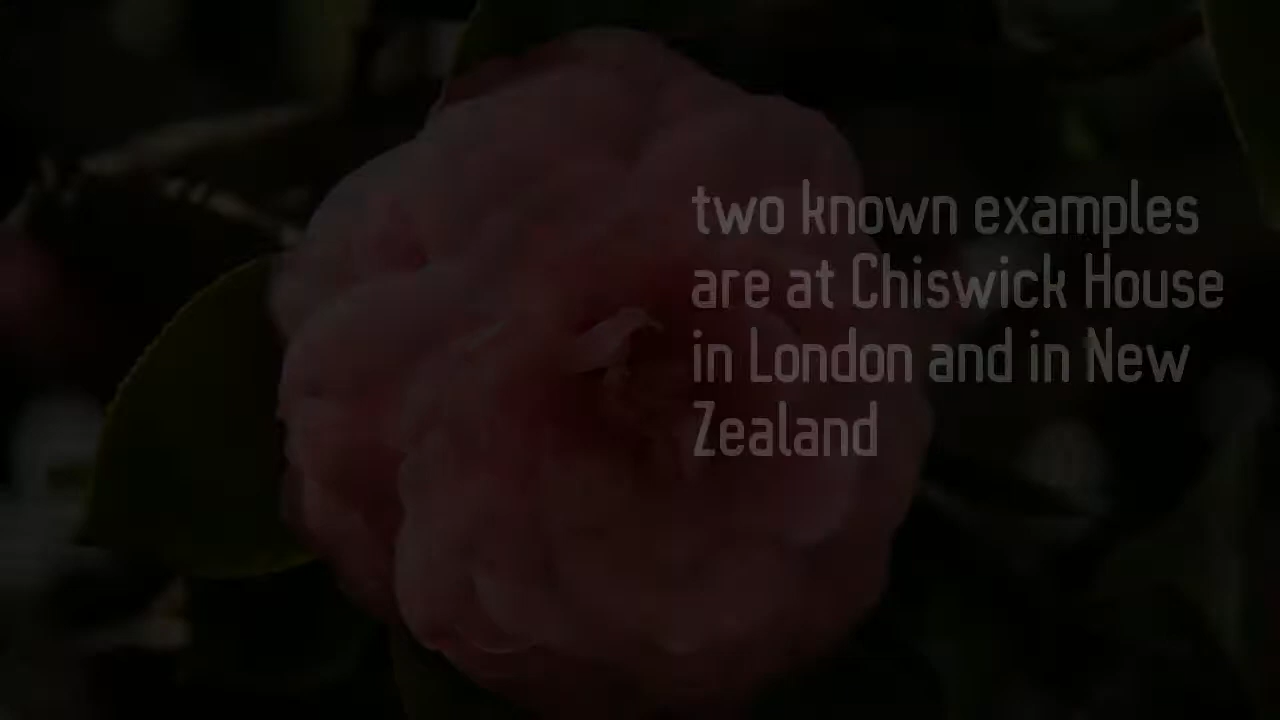 two known examples
are at Chiswick House
in London and in New
Zealand